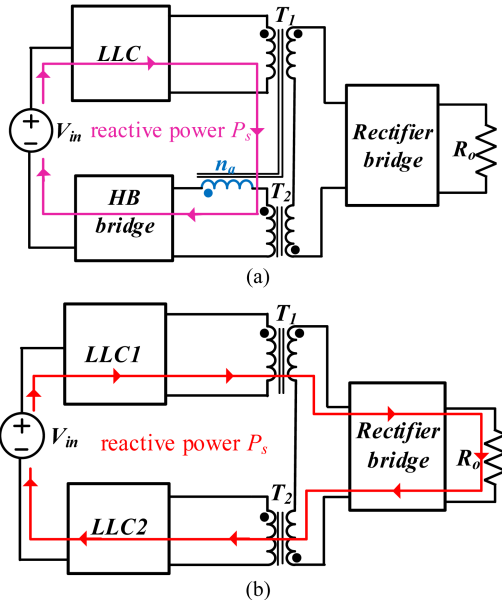 T1
LLC
Vin
reactive power Ps
Rectifier
bridge
Ro
na
HB
bridge
T2
(a)
T1
LLC1
Vin
reactive power Ps
Rectifier
bridge
Ro
T2
LLC2
(b)